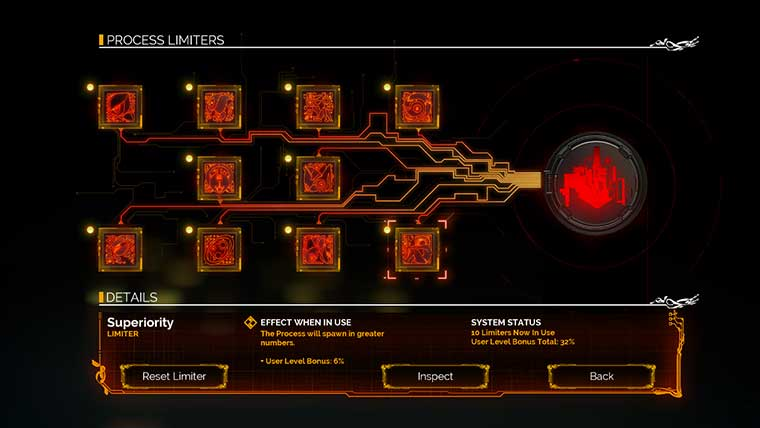 PROCESS LIMITERS
DETAILS
Superiority
LIMITER
EFFECT WHEN IN USE
The Process will spawn in greater
numbers.
- User Level Bonus: 6%
SYSTEM STATUS
10 Limiters Now In Use
User Level Bonus Total: 32%
Reset Limiter
Inspect
Back